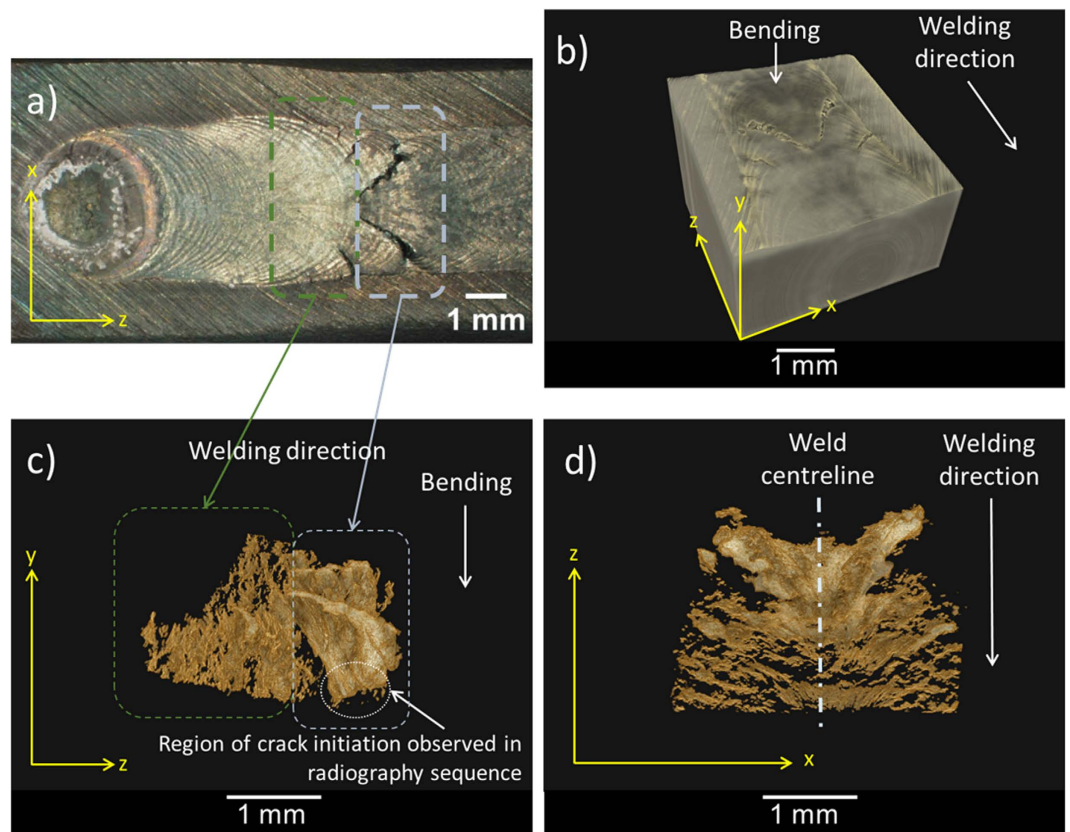 a)
x
z
1 mm
b)
Bending
Welding
direction
y
z
x
1 mm
c)
Welding direction
Bending
y
z
Region of crack initiation observed in
radiography sequence
1 mm
d)
Weld
centreline
Welding
direction
z
x
1 mm